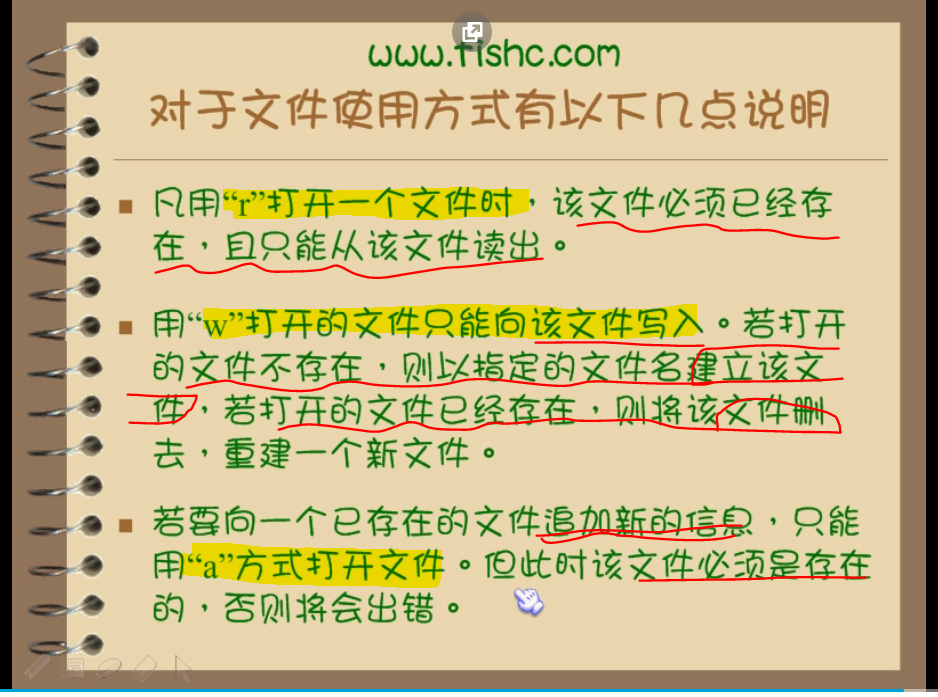 www.fishc.com
对于文件使用方式有以下几点说明
凡用“r”打开一个文件时，该文件必须已经存
在，且只能从该文件读出。
用“w”打开的文件只能向该文件写入。若打开
的文件不存在，则以指定的文件名建立该文
件，若打开的文件已经存在，则将该文件删
去，重建一个新文件。
若要向一个已存在的文件追加新的信息，只能
用“a”方式打开文件。但此时该文件必须是存在
的，否则将会出错。